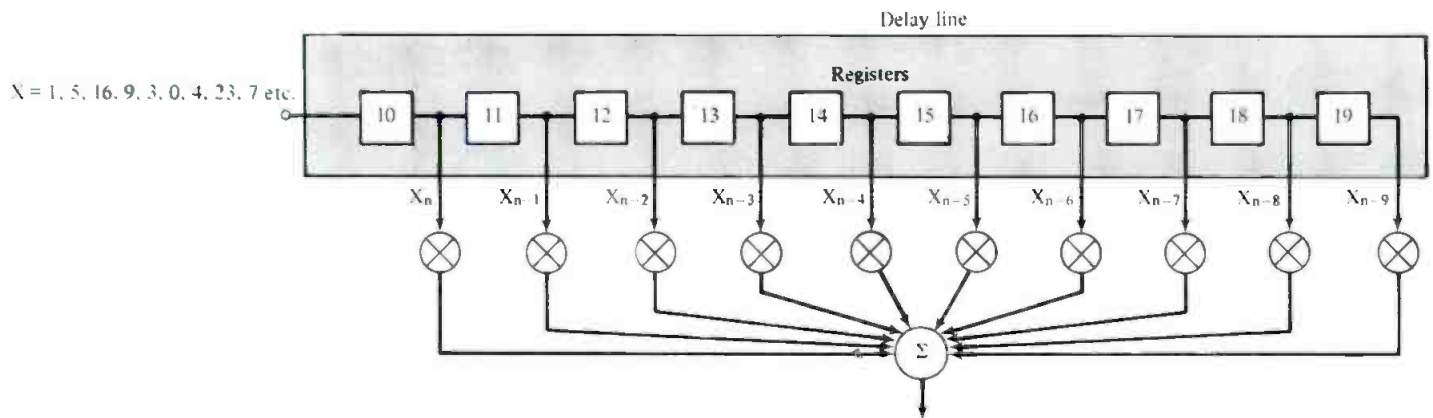 Delay line
Registers
X = 1, 5, 16, 9, 3, 0, 4, 23, 7 etc.
10 11 12 13 14 15 16 17 18 19
Xn Xn-1 Xn-2 Xn-3 Xn-4 Xn-5 Xn-6 Xn-7 Xn-8 Xn-9
Σ